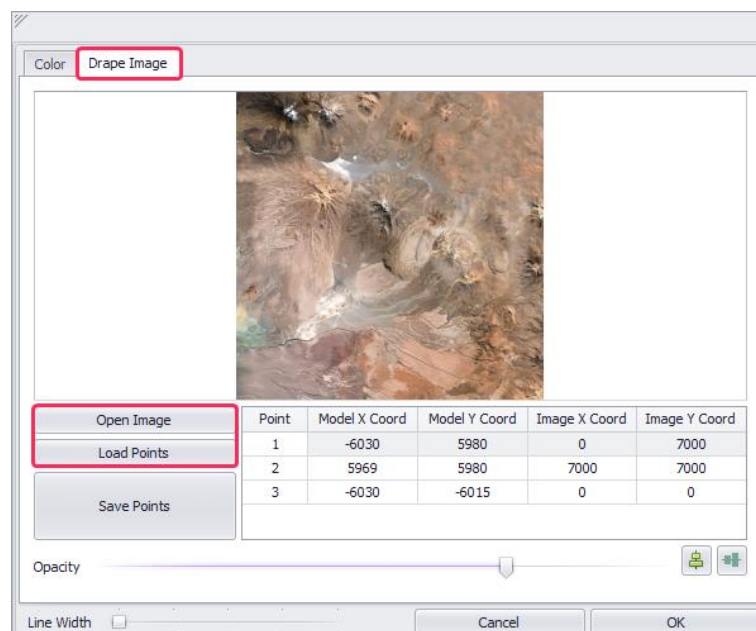 Color Drape Image
Open Image
Load Points
Save Points
Point Model X Coord Model Y Coord Image X Coord Image Y Coord
1 -6030 5980 0 7000
2 5969 5980 7000 7000
3 -6030 -6015 0 0
Opacity
Line Width Cancel OK